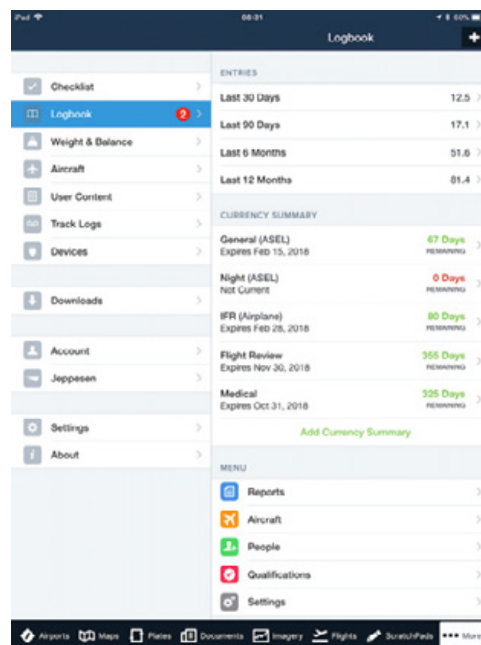 iPad
08:31
60%
Logbook
Checklist
Logbook
2
Weight & Balance
Aircraft
User Content
Track Logs
Devices
Downloads
Account
Jeppesen
Settings
About
ENTRIES
Last 30 Days 12.5
Last 90 Days 17.1
Last 6 Months 51.6
Last 12 Months 81.4
CURRENCY SUMMARY
General (ASEL) 67 Days
Expires Feb 15, 2018 REMAINING
Night (ASEL) 0 Days
Not Current REMAINING
IFR (Airplane) 80 Days
Expires Feb 28, 2018 REMAINING
Flight Review 355 Days
Expires Nov 30, 2018 REMAINING
Medical 325 Days
Expires Oct 31, 2018 REMAINING
Add Currency Summary
MENU
Reports
Aircraft
People
Qualifications
Settings
Airports Maps Plates Documents Imagery Flights ScratchPads More